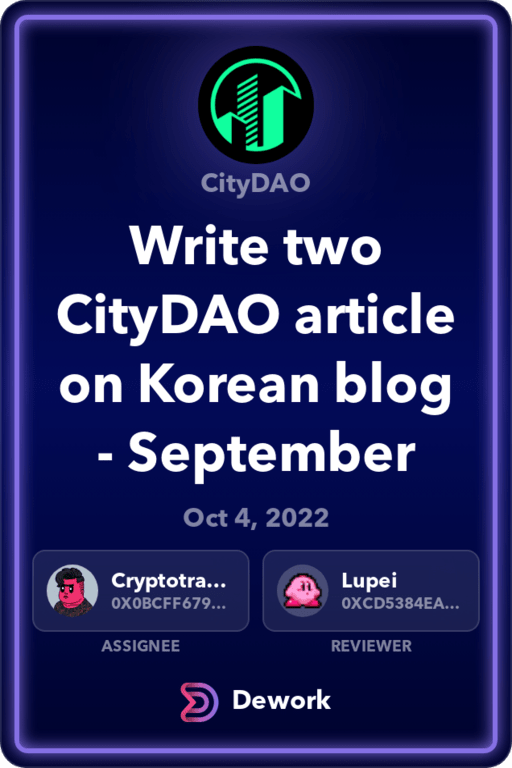 CityDAO
Write two
CityDAO article
on Korean blog
- September
Oct 4, 2022
Cryptotra...
0X0BCFF679...
ASSIGNEE
Lupei
0XCD5384EA...
REVIEWER
Dework